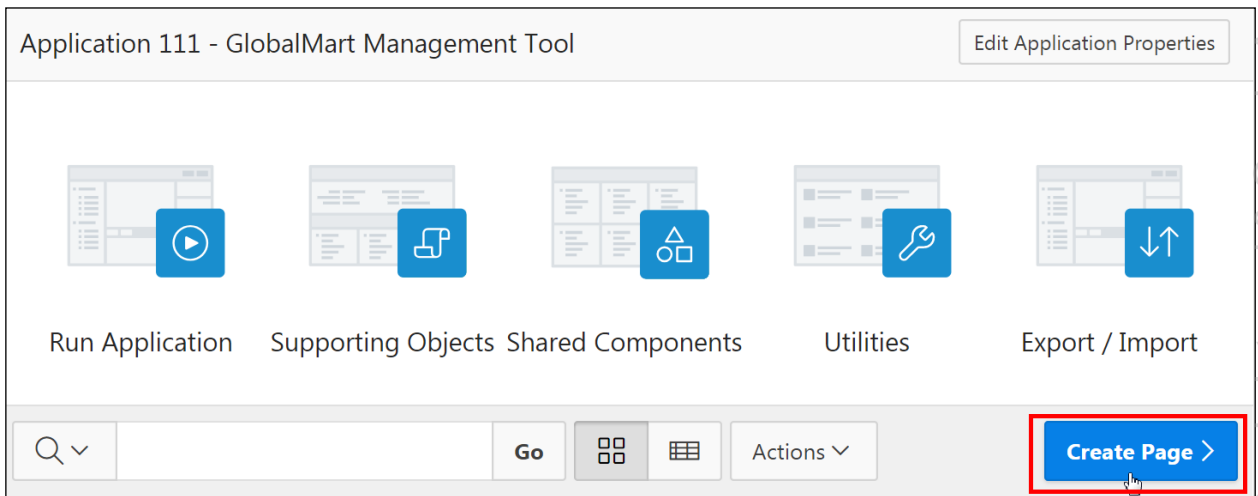 Application 111 - GlobalMart Management Tool
Edit Application Properties
Run Application
Supporting Objects
Shared Components
Utilities
Export / Import
Go
Actions
Create Page